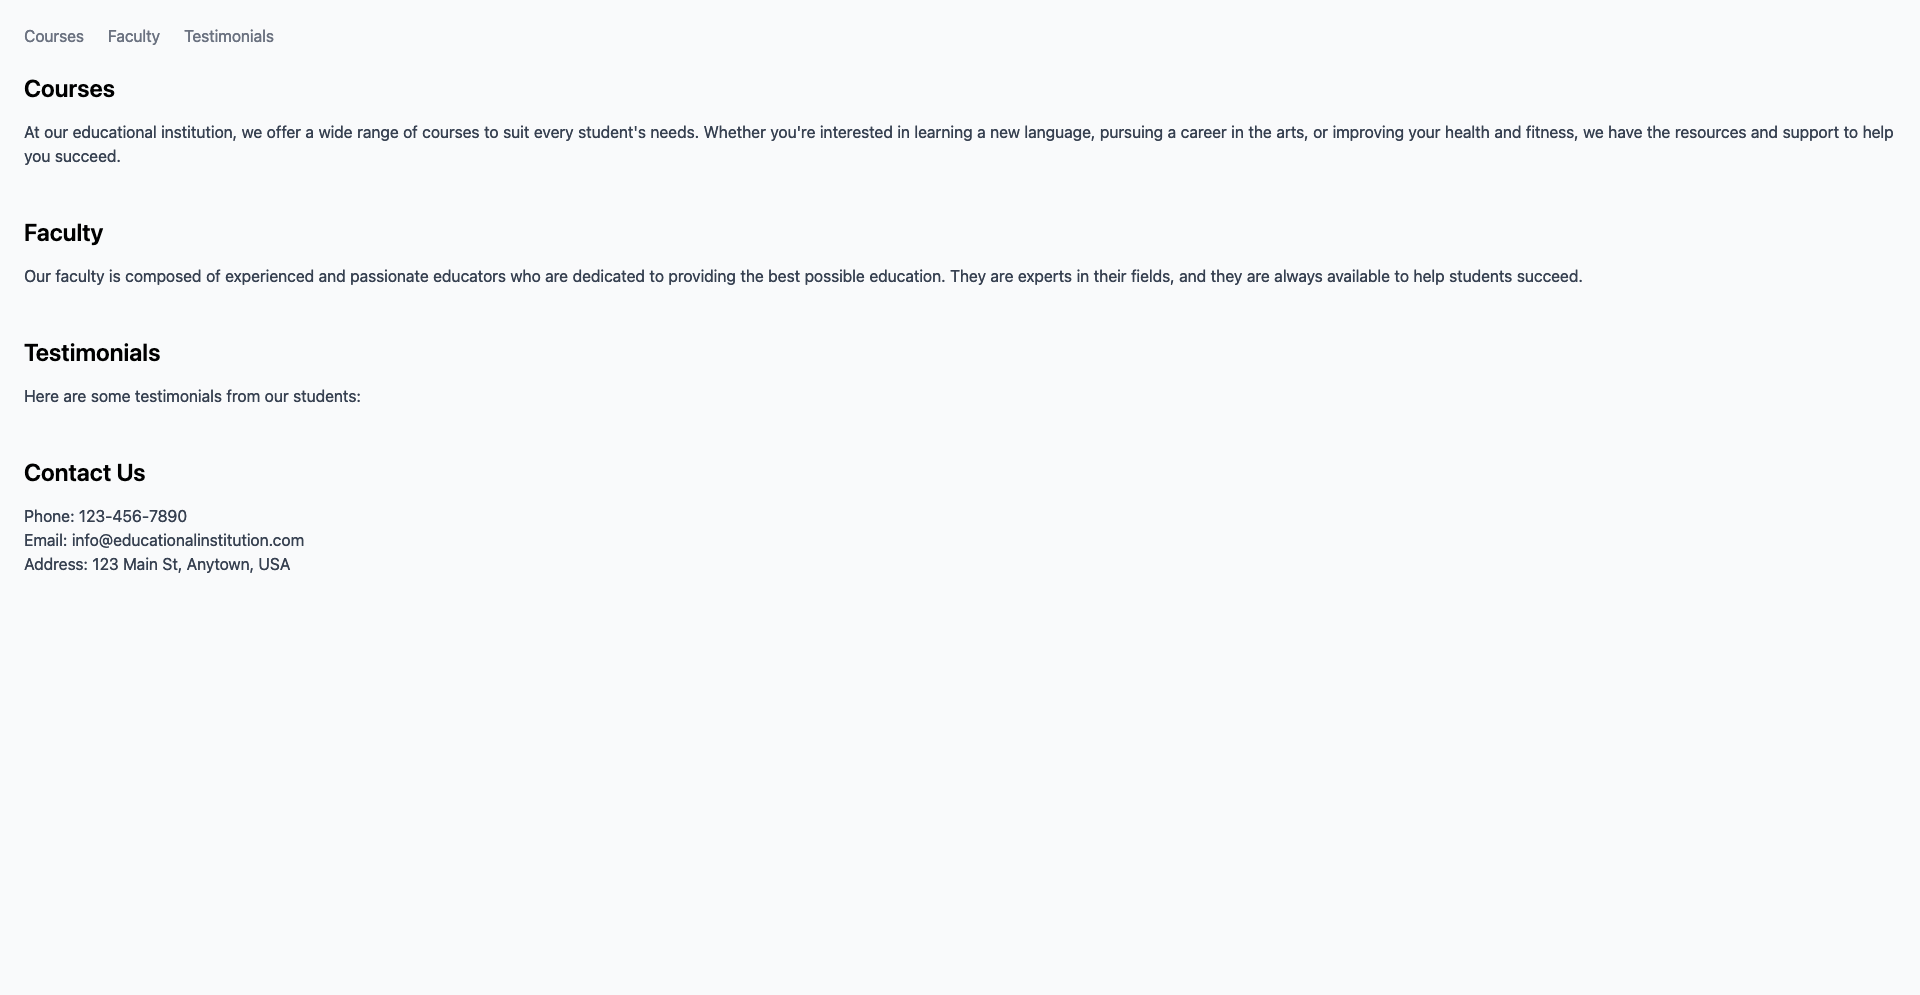 Courses Faculty Testimonials
Courses
At our educational institution, we offer a wide range of courses to suit every student's needs. Whether you're interested in learning a new language, pursuing a career in the arts, or improving your health and fitness, we have the resources and support to help
you succeed.
Faculty
Our faculty is composed of experienced and passionate educators who are dedicated to providing the best possible education. They are experts in their fields, and they are always available to help students succeed.
Testimonials
Here are some testimonials from our students:
Contact Us
Phone: 123-456-7890
Email: info@educationalinstitution.com
Address: 123 Main St, Anytown, USA